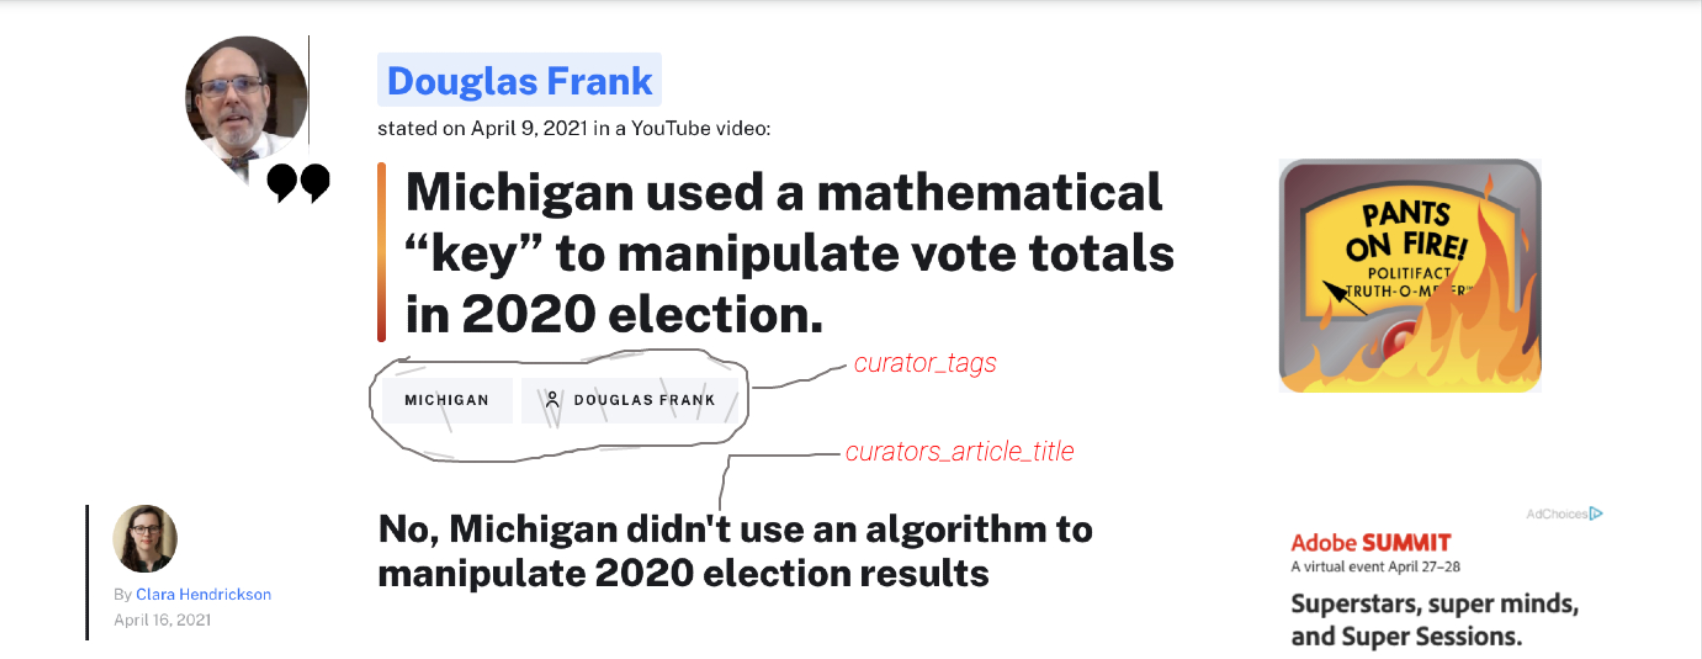 Douglas Frank
stated on April 9, 2021 in a YouTube video:
Michigan used a mathematical
“key” to manipulate vote totals
in 2020 election.
PANTS
ON FIRE!
POLITIFACT
TRUTH-O-METER™
curator_tags
MICHIGAN
DOUGLAS FRANK
curators_article_title
No, Michigan didn't use an algorithm to
manipulate 2020 election results
By Clara Hendrickson
April 16, 2021
AdChoices
Adobe SUMMIT
A virtual event April 27–28
Superstars, super minds,
and Super Sessions.